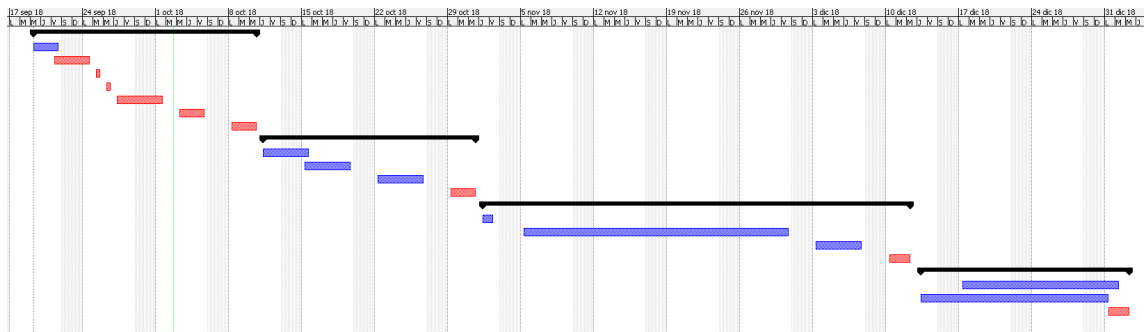 17 sep 18 24 sep 18 1 oct 18 8 oct 18 15 oct 18 22 oct 18 29 oct 18 5 nov 18 12 nov 18 19 nov 18 26 nov 18 3 dic 18 10 dic 18 17 dic 18 24 dic 18 31 dic 18
L M M J V S D L M M J V S D L M M J V S D L M M J V S D L M M J V S D L M M J V S D L M M J V S D L M M J V S D L M M J V S D L M M J V S D L M M J V S D L M M J V S D L M M J V S D L M M J V S D L M M J V S D L M M J